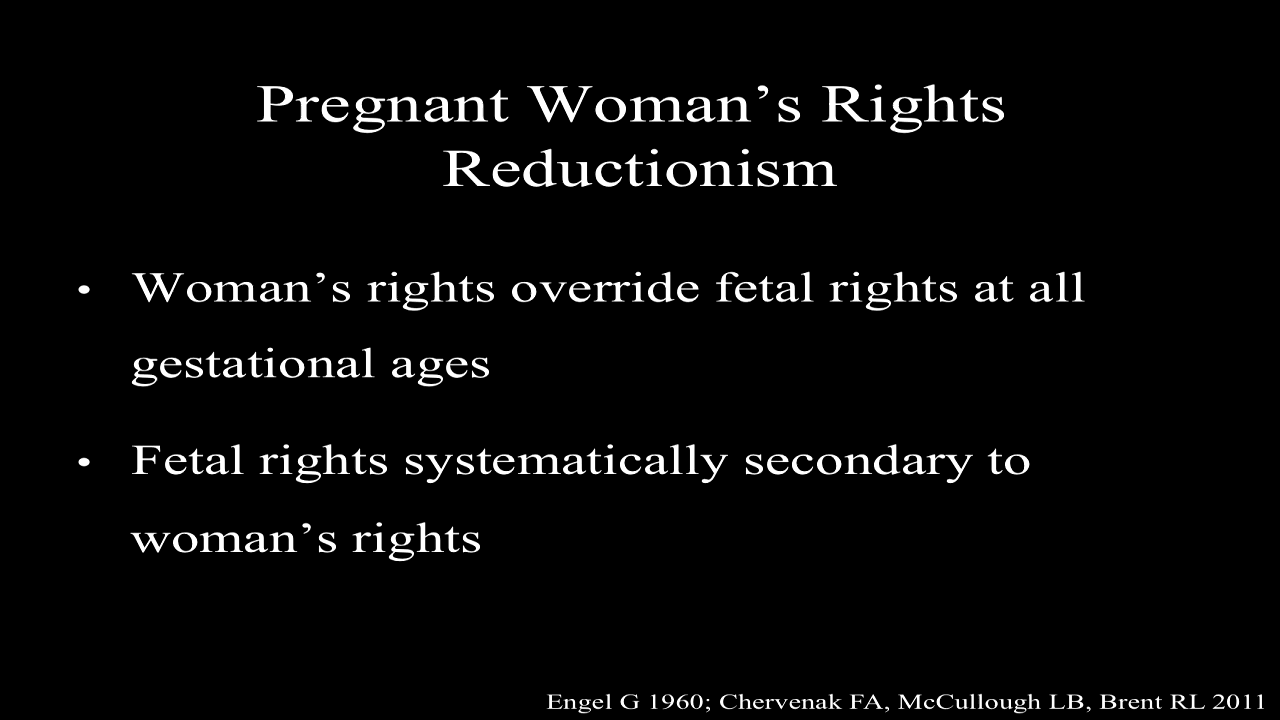 Pregnant Woman’s Rights
Reductionism
• Woman’s rights override fetal rights at all
gestational ages
• Fetal rights systematically secondary to
woman’s rights
Engel G 1960; Chervenak FA, McCullough LB, Brent RL 2011